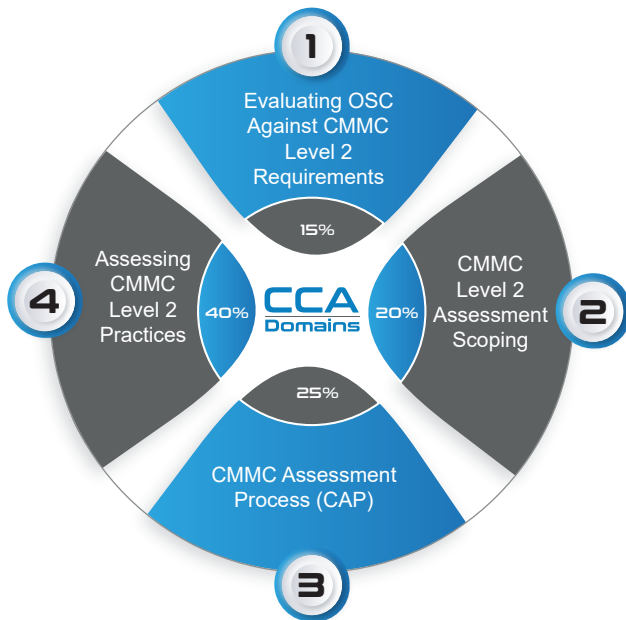 1
Evaluating OSC
Against CMMC
Level 2
Requirements
15%
4
Assessing
CMMC
Level 2
Practices
40%
CCA
Domains
20%
CMMC
Level 2
Assessment
Scoping
2
25%
CMMC Assessment
Process (CAP)
3